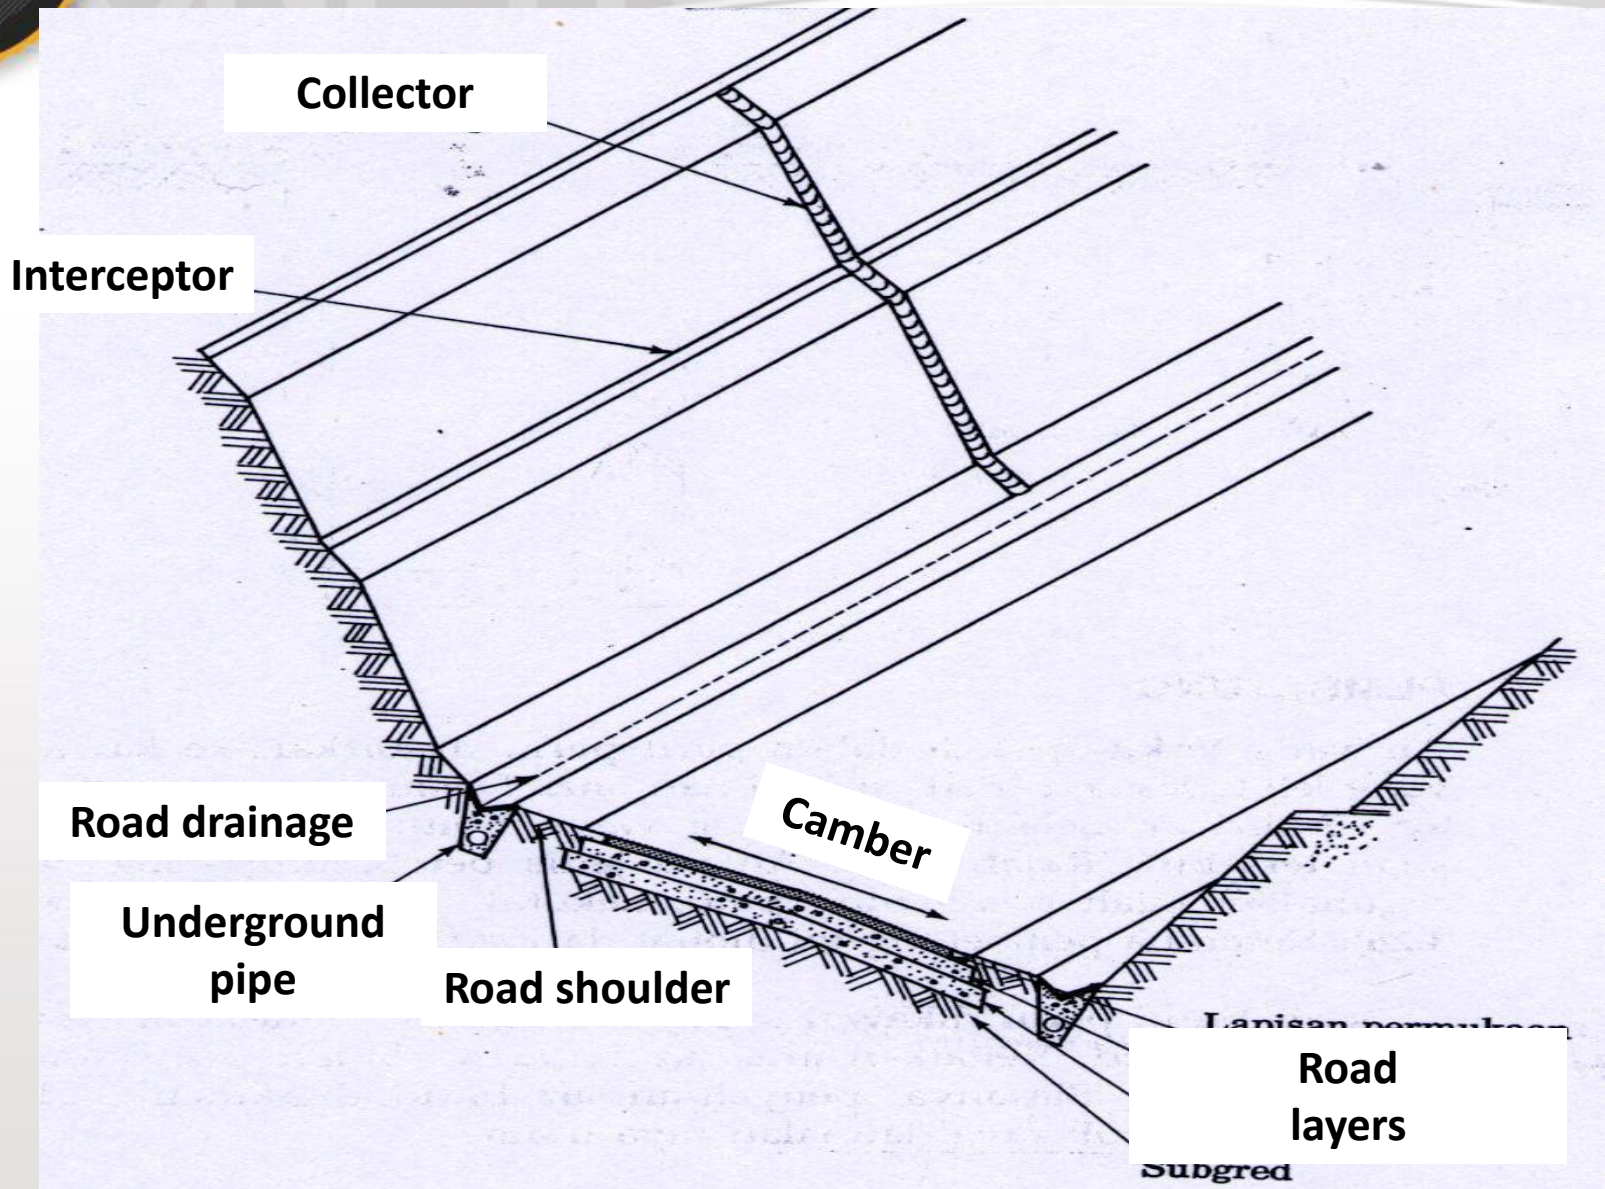 Collector
Interceptor
Road drainage
Camber
Underground
pipe
Road shoulder
Lapisan permukaan
Road
layers
Subgred